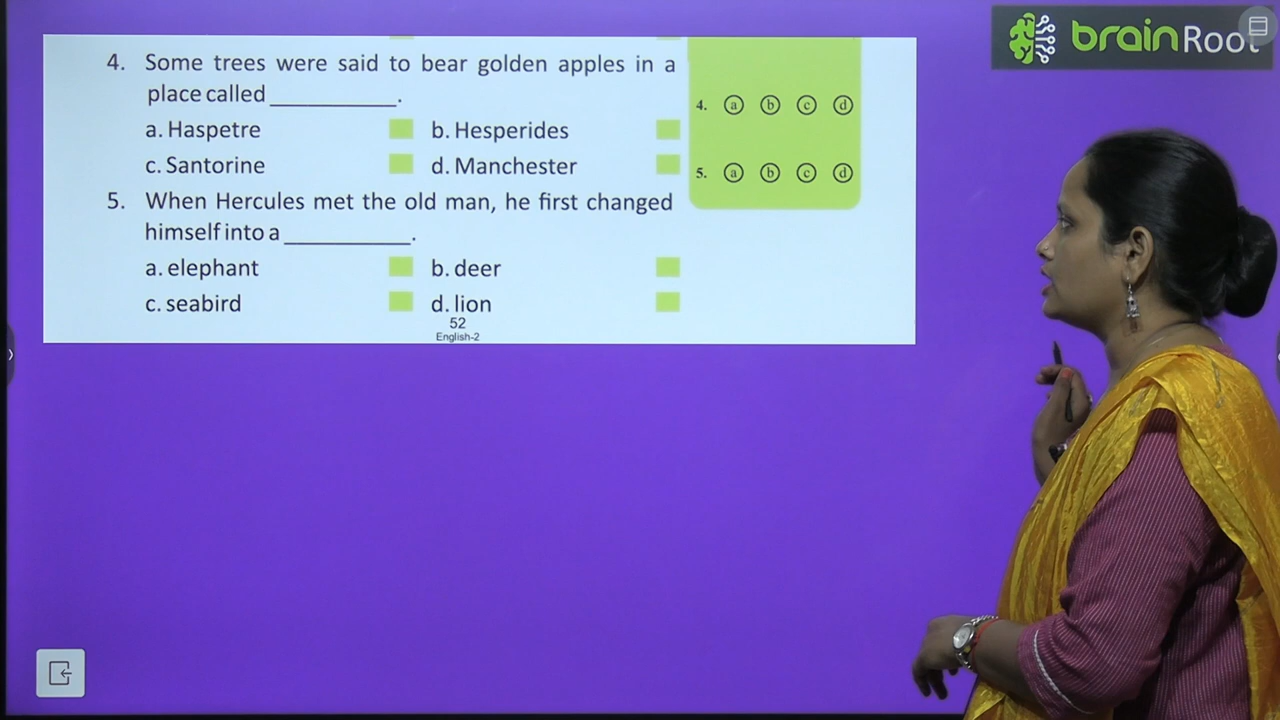 brainRoot
4. Some trees were said to bear golden apples in a
place called __________.
a. Haspetre b. Hesperides
c. Santorine d. Manchester
5. When Hercules met the old man, he first changed
himself into a __________.
a. elephant b. deer
c. seabird d. lion
52
English-2
4. a b c d
5. a b c d